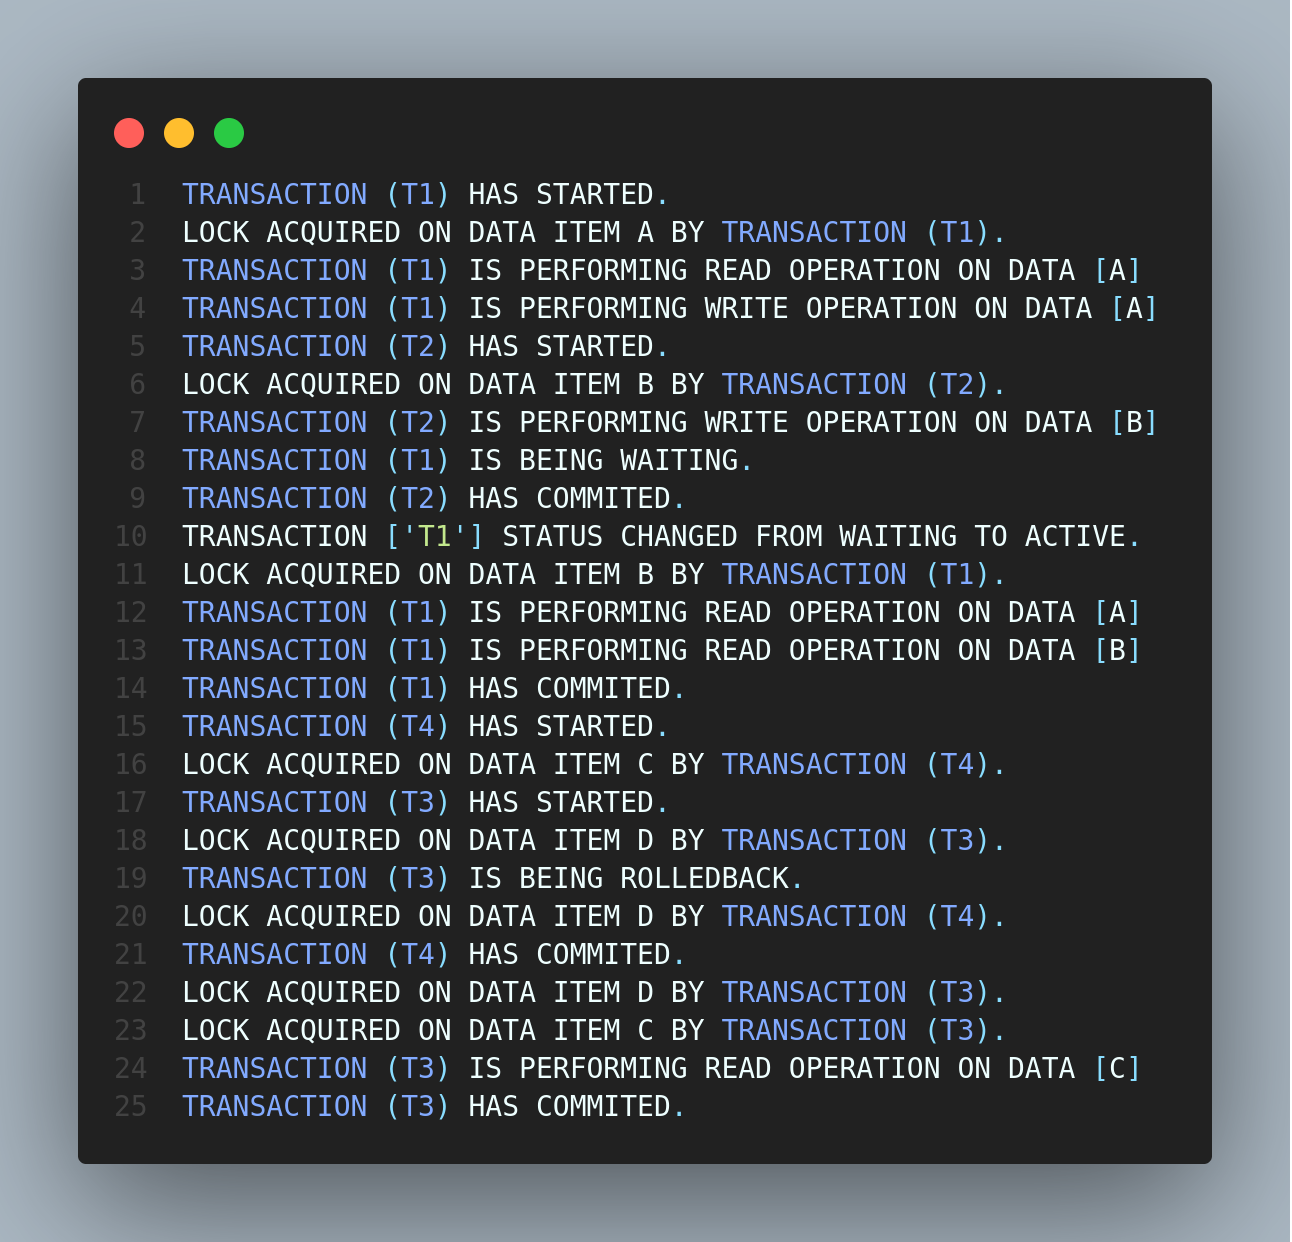 1 TRANSACTION (T1) HAS STARTED.
2 LOCK ACQUIRED ON DATA ITEM A BY TRANSACTION (T1).
3 TRANSACTION (T1) IS PERFORMING READ OPERATION ON DATA [A]
4 TRANSACTION (T1) IS PERFORMING WRITE OPERATION ON DATA [A]
5 TRANSACTION (T2) HAS STARTED.
6 LOCK ACQUIRED ON DATA ITEM B BY TRANSACTION (T2).
7 TRANSACTION (T2) IS PERFORMING WRITE OPERATION ON DATA [B]
8 TRANSACTION (T1) IS BEING WAITING.
9 TRANSACTION (T2) HAS COMMITED.
10 TRANSACTION ['T1'] STATUS CHANGED FROM WAITING TO ACTIVE.
11 LOCK ACQUIRED ON DATA ITEM B BY TRANSACTION (T1).
12 TRANSACTION (T1) IS PERFORMING READ OPERATION ON DATA [A]
13 TRANSACTION (T1) IS PERFORMING READ OPERATION ON DATA [B]
14 TRANSACTION (T1) HAS COMMITED.
15 TRANSACTION (T4) HAS STARTED.
16 LOCK ACQUIRED ON DATA ITEM C BY TRANSACTION (T4).
17 TRANSACTION (T3) HAS STARTED.
18 LOCK ACQUIRED ON DATA ITEM D BY TRANSACTION (T3).
19 TRANSACTION (T3) IS BEING ROLLEDBACK.
20 LOCK ACQUIRED ON DATA ITEM D BY TRANSACTION (T4).
21 TRANSACTION (T4) HAS COMMITED.
22 LOCK ACQUIRED ON DATA ITEM D BY TRANSACTION (T3).
23 LOCK ACQUIRED ON DATA ITEM C BY TRANSACTION (T3).
24 TRANSACTION (T3) IS PERFORMING READ OPERATION ON DATA [C]
25 TRANSACTION (T3) HAS COMMITED.